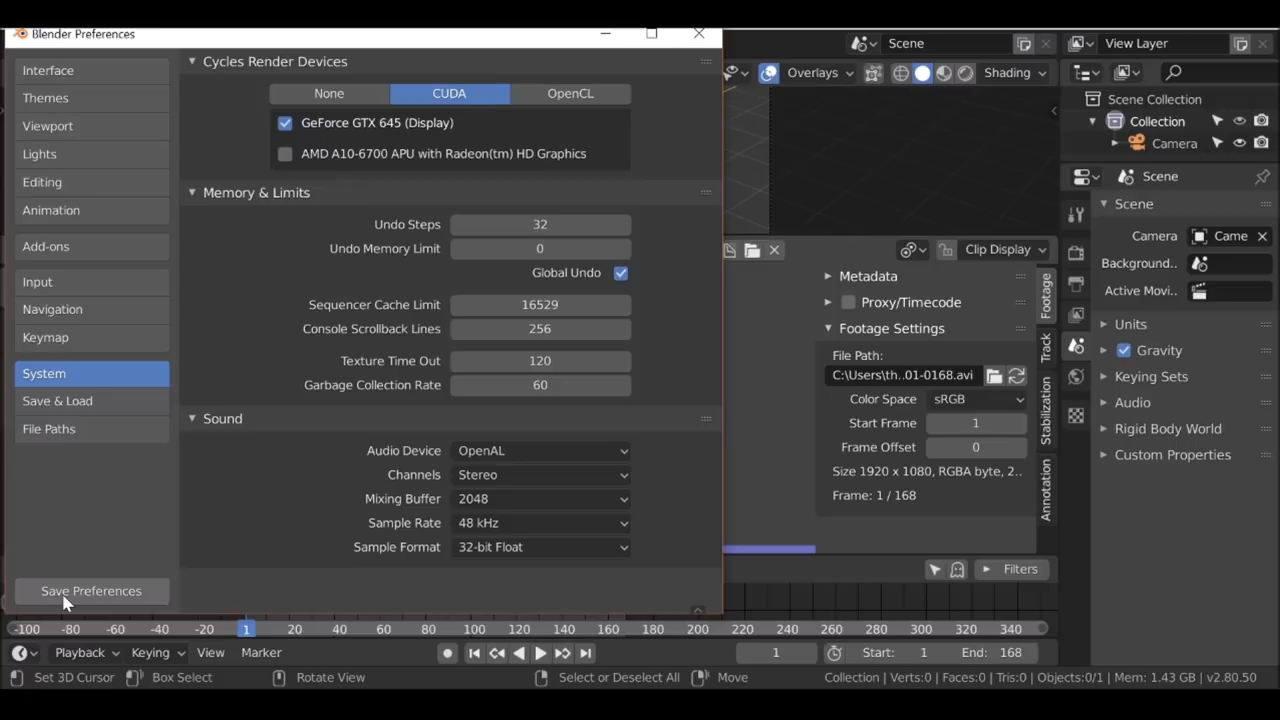 Blender Preferences
Interface
Themes
Viewport
Lights
Editing
Animation
Add-ons
Input
Navigation
Keymap
System
Save & Load
File Paths
Save Preferences
Cycles Render Devices
None CUDA OpenCL
GeForce GTX 645 (Display)
AMD A10-6700 APU with Radeon(tm) HD Graphics
Memory & Limits
Undo Steps 32
Undo Memory Limit 0
Global Undo
Sequencer Cache Limit 16529
Console Scrollback Lines 256
Texture Time Out 120
Garbage Collection Rate 60
Sound
Audio Device OpenAL
Channels Stereo
Mixing Buffer 2048
Sample Rate 48 kHz
Sample Format 32-bit Float
Overlays Shading
Clip Display
Metadata
Proxy/Timecode
Footage Settings
File Path:
C:\Users\th..01-0168.avi
Color Space sRGB
Start Frame 1
Frame Offset 0
Size 1920 x 1080, RGBA byte, 2..
Frame: 1 / 168
Footage
Track
Stabilization
Annotation
Filters
Scene View Layer
Scene Collection
Collection
Camera
Scene
Scene
Camera Came
Background..
Active Movi..
Units
Gravity
Keying Sets
Audio
Rigid Body World
Custom Properties
-100 -80 -60 -40 -20 1 20 40 60 80 100 120 140 160 180 200 220 240 260 280 300 320 340
Playback Keying View Marker 1 Start: 1 End: 168
Set 3D Cursor Box Select Rotate View Select or Deselect All Move Collection | Verts:0 | Faces:0 | Tris:0 | Objects:0/1 | Mem: 1.43 GB | v2.80.50